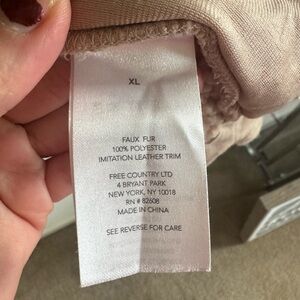 XL
FAUX FUR
100% POLYESTER
IMITATION LEATHER TRIM
FREE COUNTRY LTD
4 BRYANT PARK
NEW YORK, NY 10018
RN # 82608
MADE IN CHINA
SEE REVERSE FOR CARE